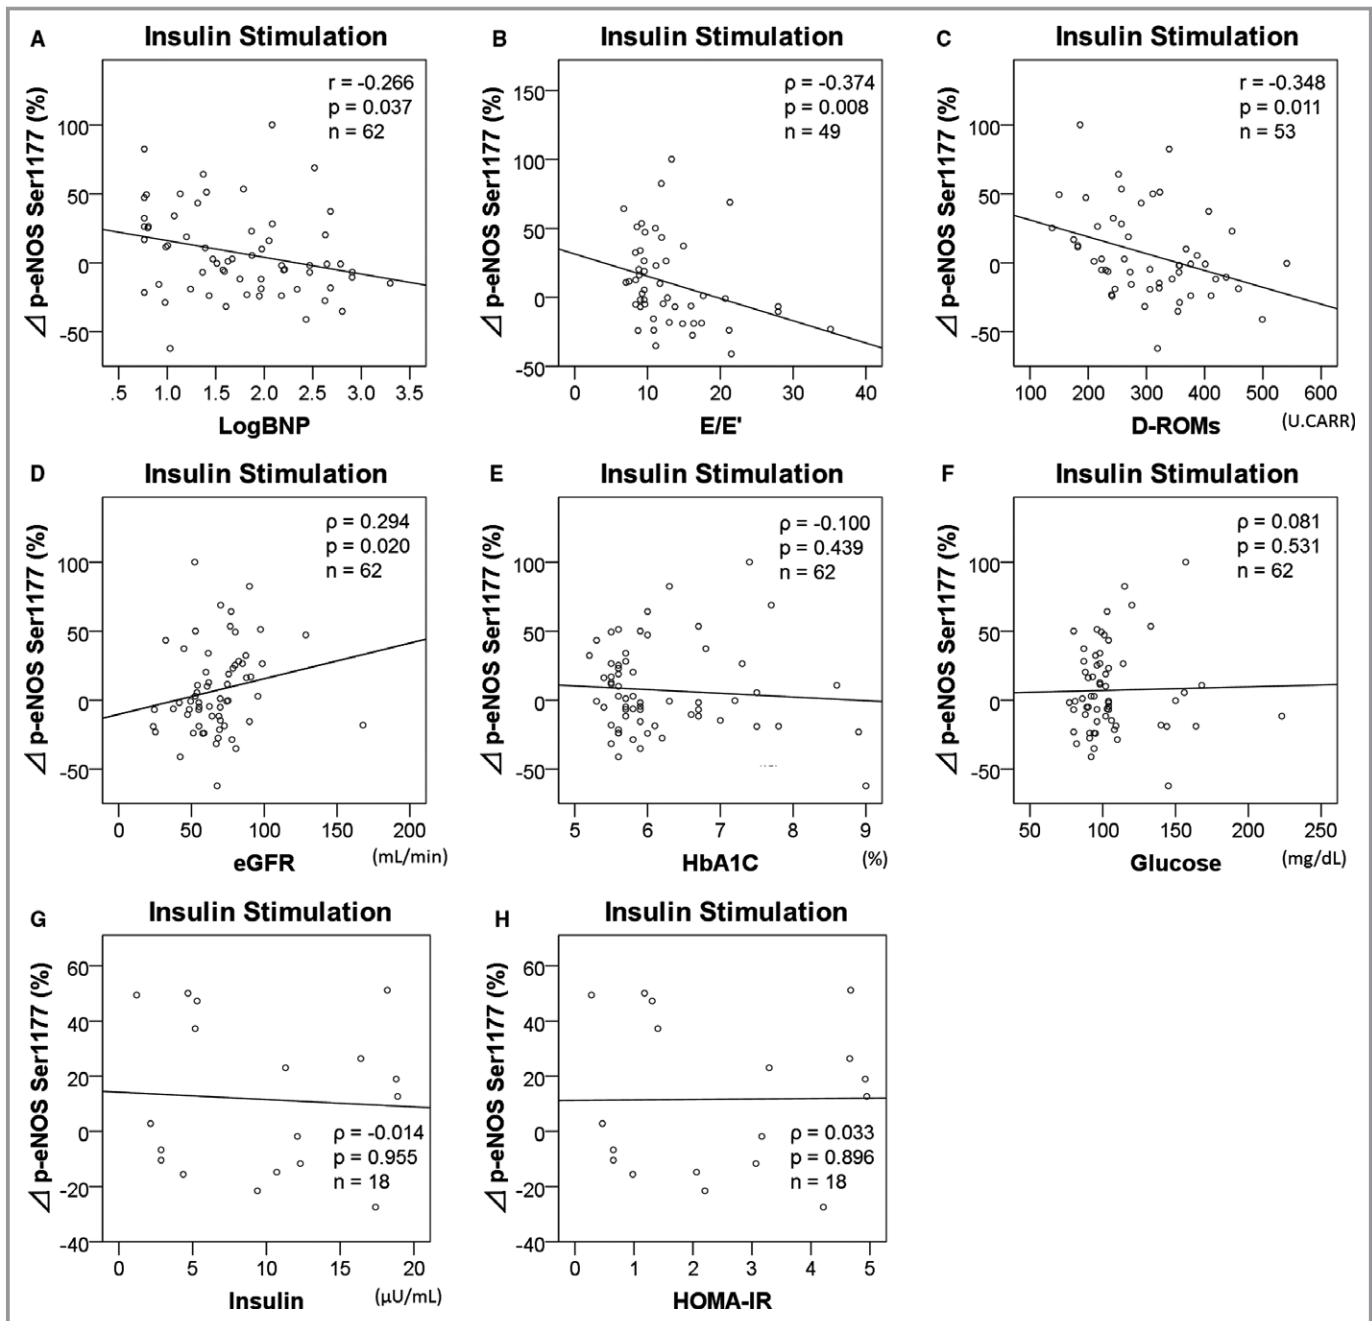 A Insulin Stimulation
r = -0.266
p = 0.037
n = 62
⊿ p-eNOS Ser1177 (%)
100
50
0
-50
.5 1.0 1.5 2.0 2.5 3.0 3.5
LogBNP
B Insulin Stimulation
ρ = -0.374
p = 0.008
n = 49
⊿ p-eNOS Ser1177 (%)
150
100
50
0
-50
0 10 20 30 40
E/E'
C Insulin Stimulation
r = -0.348
p = 0.011
n = 53
⊿ p-eNOS Ser1177 (%)
100
50
0
-50
100 200 300 400 500 600
D-ROMs (U.CARR)
D Insulin Stimulation
ρ = 0.294
p = 0.020
n = 62
⊿ p-eNOS Ser1177 (%)
100
50
0
-50
0 50 100 150 200
eGFR (mL/min)
E Insulin Stimulation
ρ = -0.100
p = 0.439
n = 62
⊿ p-eNOS Ser1177 (%)
100
50
0
-50
5 6 7 8 9
HbA1C (%)
F Insulin Stimulation
ρ = 0.081
p = 0.531
n = 62
⊿ p-eNOS Ser1177 (%)
100
50
0
-50
50 100 150 200 250
Glucose (mg/dL)
G Insulin Stimulation
⊿ p-eNOS Ser1177 (%)
60
40
20
0
-20
-40
ρ = -0.014
p = 0.955
n = 18
0 5 10 15 20
Insulin (μU/mL)
H Insulin Stimulation
⊿ p-eNOS Ser1177 (%)
60
40
20
0
-20
-40
ρ = 0.033
p = 0.896
n = 18
0 1 2 3 4 5
HOMA-IR